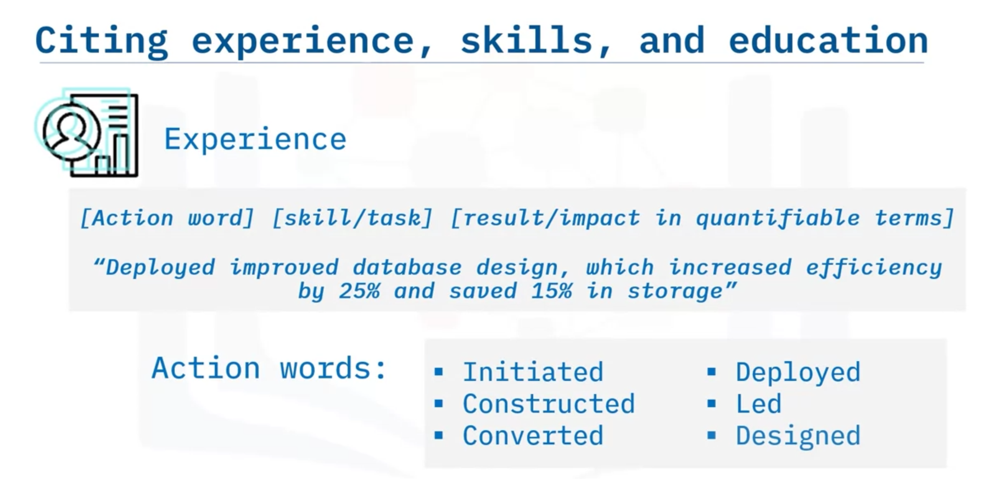 Citing experience, skills, and education
Experience
[Action word] [skill/task] [result/impact in quantifiable terms]
“Deployed improved database design, which increased efficiency
by 25% and saved 15% in storage”
Action words:
▪ Initiated
▪ Constructed
▪ Converted
▪ Deployed
▪ Led
▪ Designed